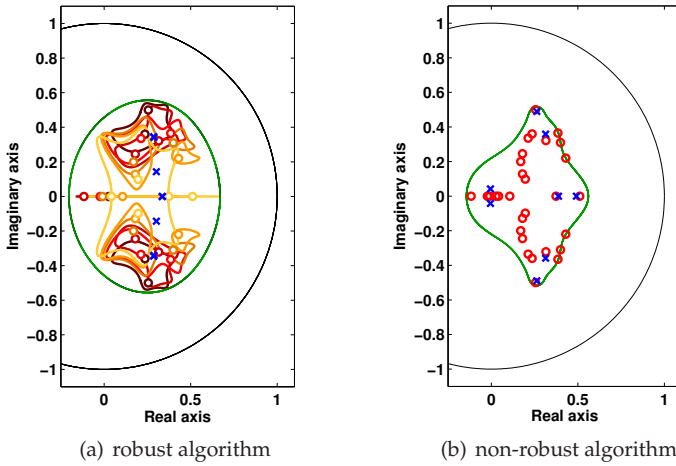 1
0.8
0.6
0.4
0.2
0
−0.2
−0.4
−0.6
−0.8
−1
Imaginary axis
0 0.5 1
Real axis
(a) robust algorithm
1
0.8
0.6
0.4
0.2
0
−0.2
−0.4
−0.6
−0.8
−1
Imaginary axis
0 0.5 1
Real axis
(b) non-robust algorithm